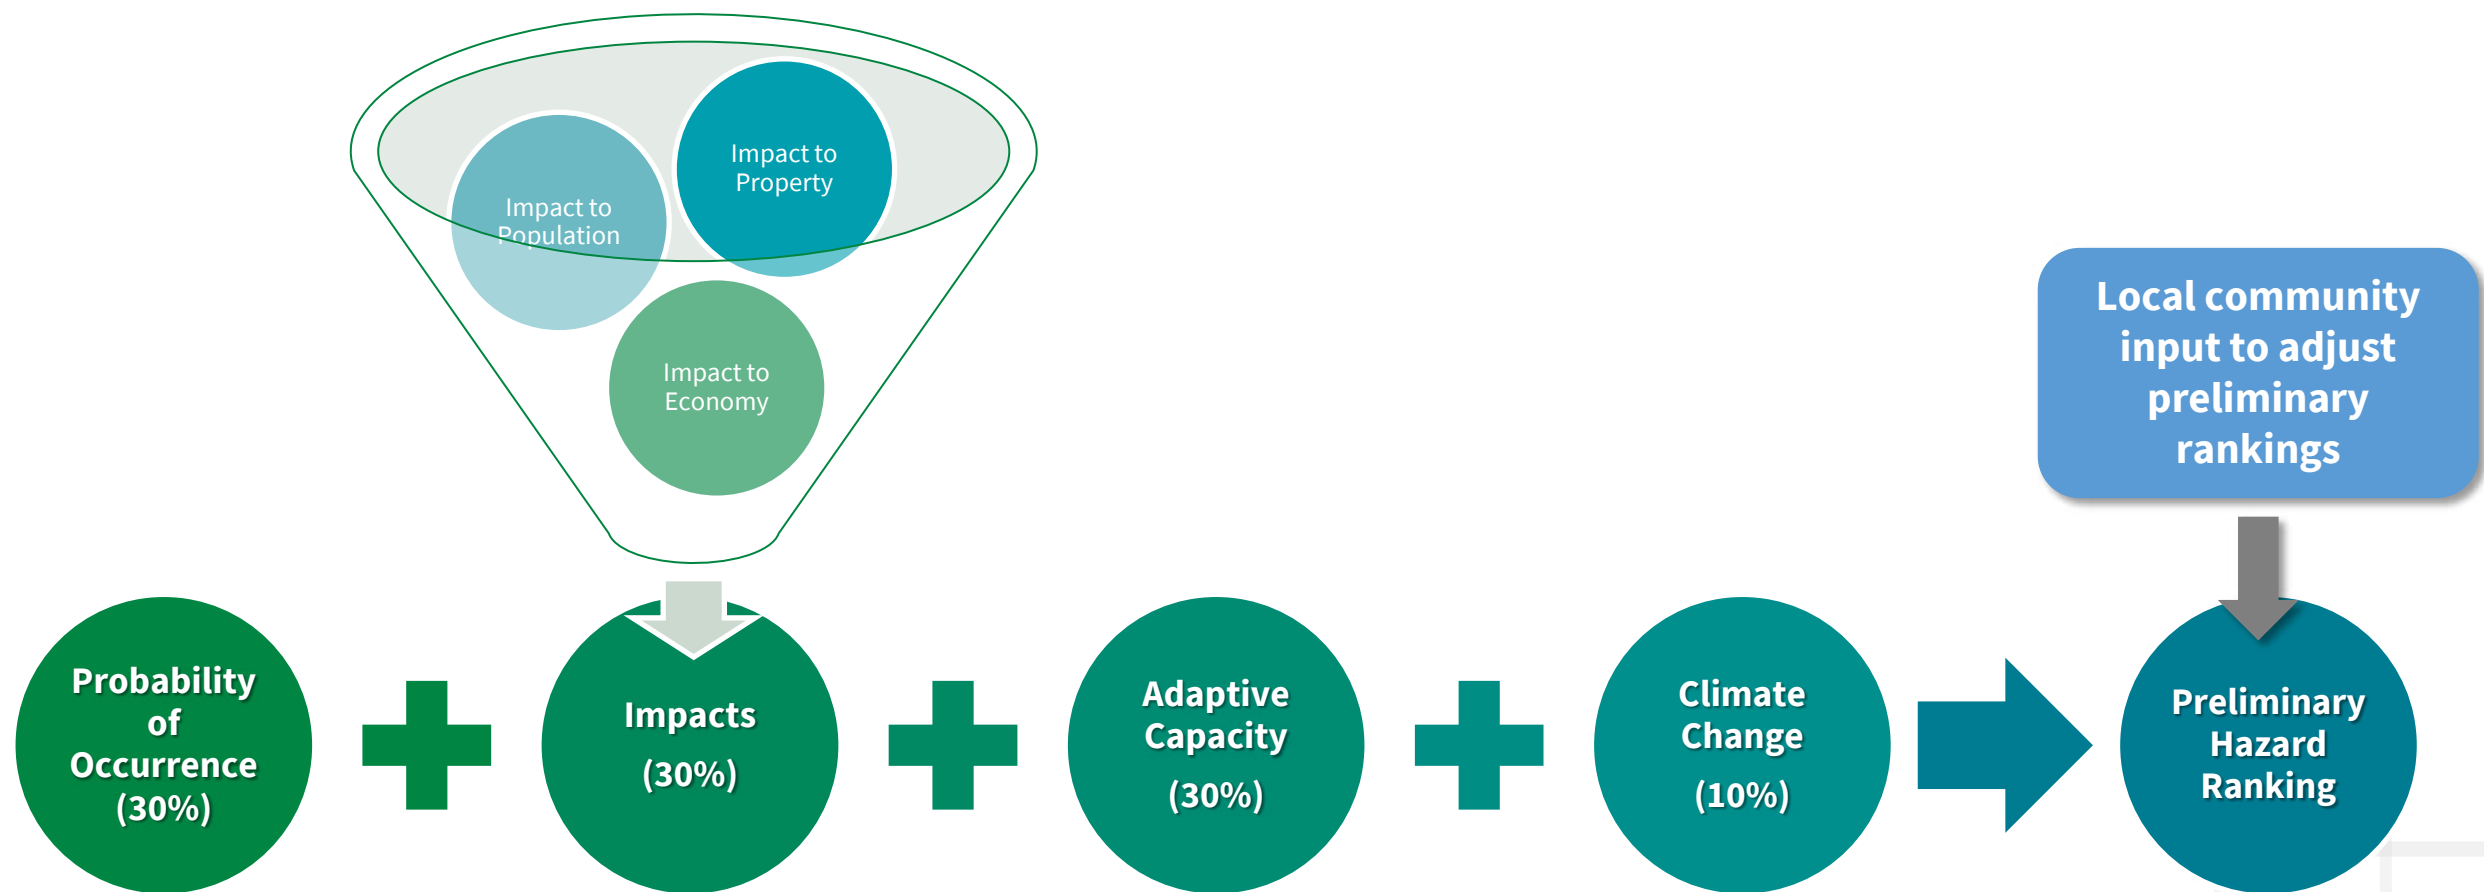 Impact to
Property
Impact to
Population
Impact to
Economy
Local community
input to adjust
preliminary
rankings
Probability
of
Occurrence
(30%)
Impacts
(30%)
Adaptive
Capacity
(30%)
Climate
Change
(10%)
Preliminary
Hazard
Ranking